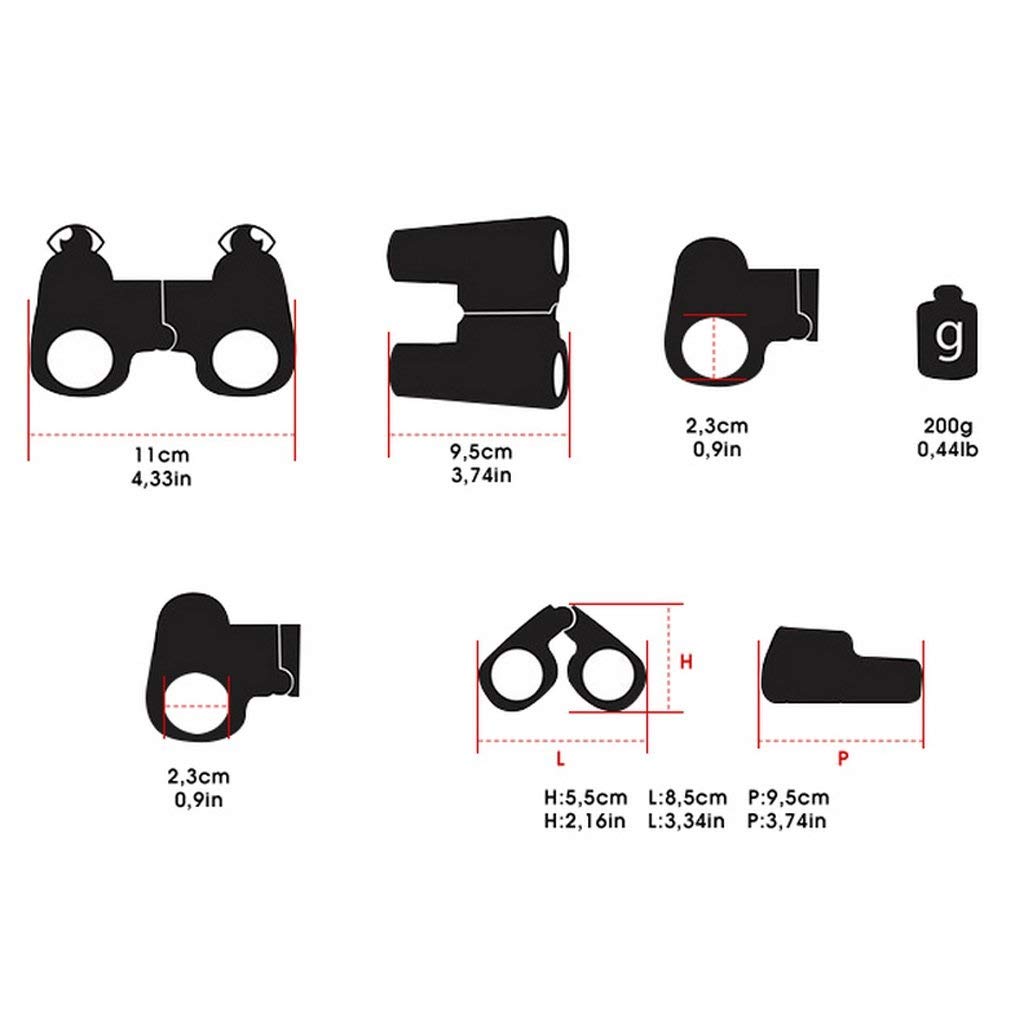 11cm
4,33in
9,5cm
3,74in
2,3cm
0,9in
g
200g
0,44lb
2,3cm
0,9in
H
L
P
H:5,5cm L:8,5cm P:9,5cm
H:2,16in L:3,34in P:3,74in